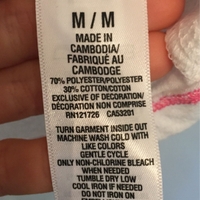 M / M
MADE IN
CAMBODIA/
FABRIQUÉ AU
CAMBODGE
70% POLYESTER/POLYESTER
30% COTTON/COTON
EXCLUSIVE OF DECORATION/
DÉCORATION NON COMPRISE
RN121726 CA53201
TURN GARMENT INSIDE OUT
MACHINE WASH COLD WITH
LIKE COLORS
GENTLE CYCLE
ONLY NON-CHLORINE BLEACH
WHEN NEEDED
TUMBLE DRY LOW
COOL IRON IF NEEDED
DO NOT IRON ON